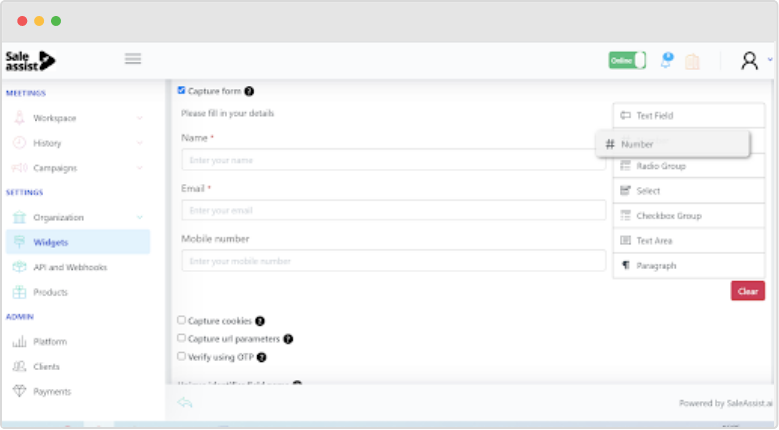 Sale
assist
Online
MEETINGS
Workspace
History
Campaigns
SETTINGS
Organization
Widgets
API and Webhooks
Products
ADMIN
Platform
Clients
Payments
Capture form ?
Please fill in your details
Name *
Enter your name
Email *
Enter your email
Mobile number
Enter your mobile number
Text Field
# Number
Radio Group
Select
Checkbox Group
Text Area
Paragraph
Clear
Capture cookies ?
Capture url parameters ?
Verify using OTP ?
Powered by SaleAssist.ai